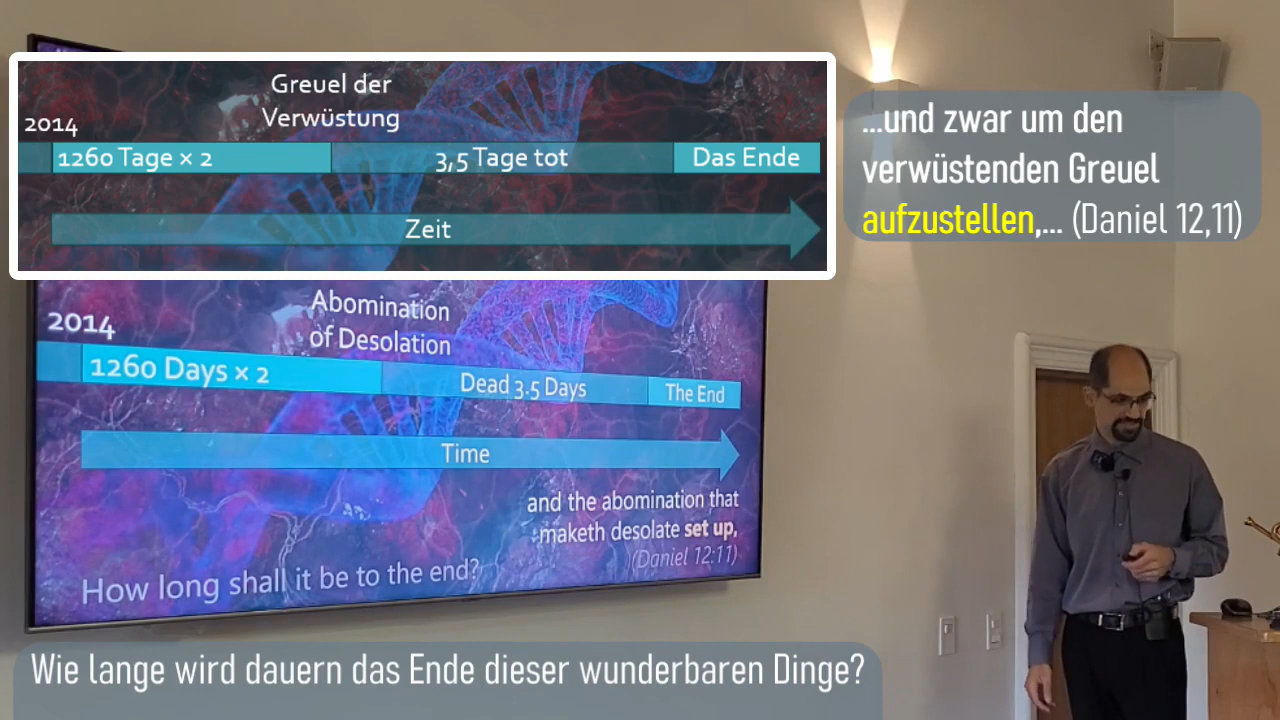 Greuel der
Verwüstung
2014
1260 Tage × 2
3,5 Tage tot
Das Ende
Zeit
...und zwar um den
verwüstenden Greuel
aufzustellen,... (Daniel 12,11)
Abomination
of Desolation
2014
1260 Days × 2
Dead 3.5 Days
The End
Time
and the abomination that
maketh desolate set up,
(Daniel 12:11)
How long shall it be to the end?
Wie lange wird dauern das Ende dieser wunderbaren Dinge?